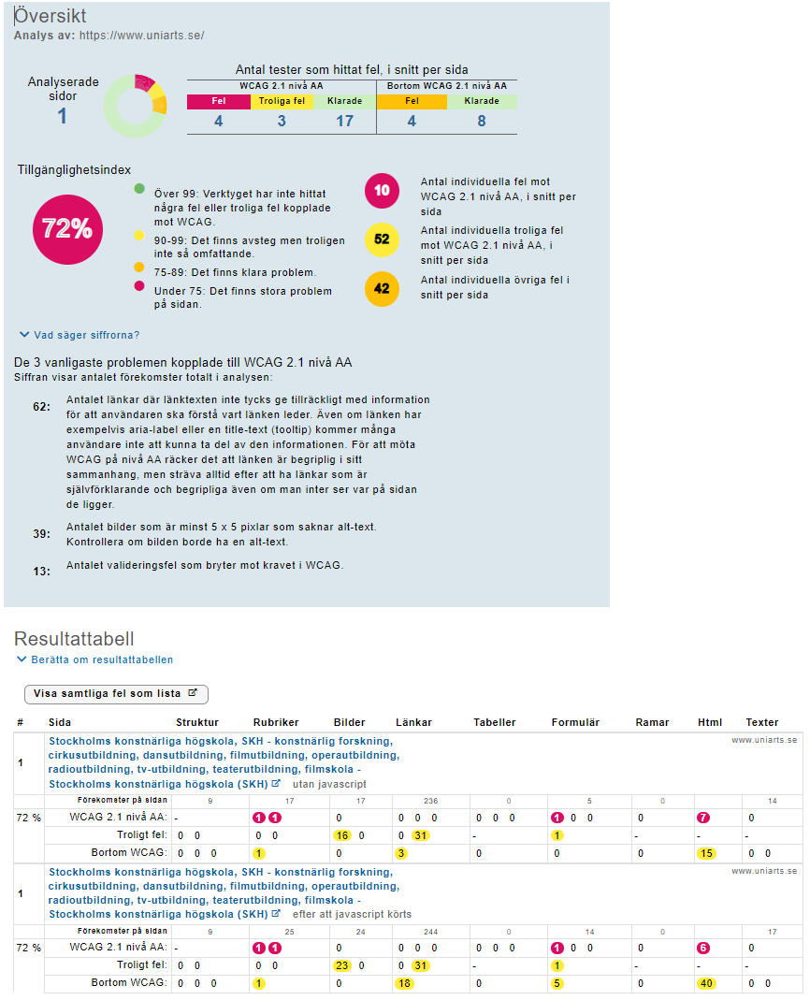 Översikt
Analys av: https://www.uniarts.se/
Analyserade
sidor
1
Antal tester som hittat fel, i snitt per sida
WCAG 2.1 nivå AA Bortom WCAG 2.1 nivå AA
Fel Troliga fel Klarade Fel Klarade
4 3 17 4 8
Tillgänglighetsindex
72%
Över 99: Verktyget har inte hittat
några fel eller troliga fel kopplade
mot WCAG.
90-99: Det finns avsteg men troligen
inte så omfattande.
75-89: Det finns klara problem.
Under 75: Det finns stora problem
på sidan.
10
Antal individuella fel mot
WCAG 2.1 nivå AA, i snitt per
sida
52
Antal individuella troliga fel
mot WCAG 2.1 nivå AA, i
snitt per sida
42
Antal individuella övriga fel i
snitt per sida
Vad säger siffrorna?
De 3 vanligaste problemen kopplade till WCAG 2.1 nivå AA
Siffran visar antalet förekomster totalt i analysen:
62:
Antalet länkar där länktexten inte tycks ge tillräckligt med information
för att användaren ska förstå vart länken leder. Även om länken har
exempelvis aria-label eller en title-text (tooltip) kommer många
användare inte att kunna ta del av den informationen. För att möta
WCAG på nivå AA räcker det att länken är begriplig i sitt
sammanhang, men sträva alltid efter att ha länkar som är
självförklarande och begripliga även om man inter ser var på sidan
de ligger.
39:
Antalet bilder som är minst 5 x 5 pixlar som saknar alt-text.
Kontrollera om bilden borde ha en alt-text.
13:
Antalet valideringsfel som bryter mot kravet i WCAG.
Resultattabell
Berätta om resultattabellen
Visa samtliga fel som lista
# Sida Struktur Rubriker Bilder Länkar Tabeller Formulär Ramar Html Texter
1
Stockholms konstnärliga högskola, SKH - konstnärlig forskning,
cirkusutbildning, dansutbildning, filmutbildning, operautbildning,
radioutbildning, tv-utbildning, teaterutbildning, filmskola -
Stockholms konstnärliga högskola (SKH) utan javascript
www.uniarts.se
Förekomster på sidan 9 17 17 236 0 5 0 14
72 % WCAG 2.1 nivå AA: - 1 1 0 0 0 0 0 0 0 1 0 0 0 7 0
Troligt fel: 0 0 0 0 16 0 0 31 - 1 - - -
Bortom WCAG: 0 0 0 1 0 3 0 0 0 15 0 0
1
Stockholms konstnärliga högskola, SKH - konstnärlig forskning,
cirkusutbildning, dansutbildning, filmutbildning, operautbildning,
radioutbildning, tv-utbildning, teaterutbildning, filmskola -
Stockholms konstnärliga högskola (SKH) efter att javascript körts
www.uniarts.se
Förekomster på sidan 9 25 24 244 0 14 0 17
72 % WCAG 2.1 nivå AA: - 1 1 0 0 0 0 0 0 0 1 0 0 0 6 0
Troligt fel: 0 0 0 0 23 0 0 31 - 1 - - -
Bortom WCAG: 0 0 0 1 0 18 0 5 0 40 0 0